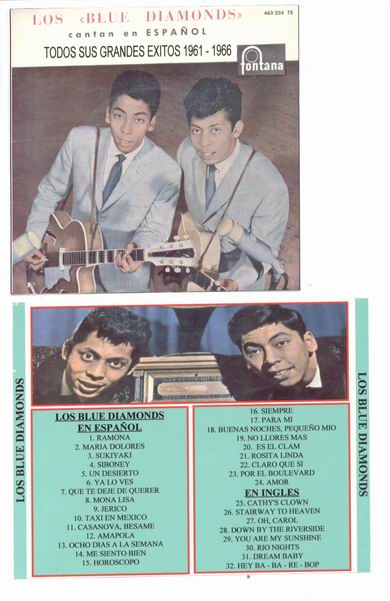 463 234 TE
LOS «BLUE DIAMONDS»
cantan en ESPAÑOL
TODOS SUS GRANDES EXITOS 1961 - 1966
fontana
LOS BLUE DIAMONDS
LOS BLUE DIAMONDS
EN ESPAÑOL
1. RAMONA
2. MARIA DOLORES
3. SUKIYAKI
4. SIBONEY
5. UN DESIERTO
6. YA LO VES
7. QUE TE DEJE DE QUERER
8. MONA LISA
9. JERICO
10. TAXI EN MEXICO
11. CASANOVA, BESAME
12. AMAPOLA
13. OCHO DIAS A LA SEMANA
14. ME SIENTO BIEN
15. HOROSCOPO
16. SIEMPRE
17. PARA MI
18. BUENAS NOCHES, PEQUEÑO MIO
19. NO LLORES MAS
20. ES EL CLAM
21. ROSITA LINDA
22. CLARO QUE SI
23. POR EL BOULEVARD
24. AMOR
EN INGLES
25. CATHY'S CLOWN
26. STAIRWAY TO HEAVEN
27. OH, CAROL
28. DOWN BY THE RIVERSIDE
29. YOU ARE MY SUNSHINE
30. RIO NIGHTS
31. DREAM BABY
32. HEY BA - BA - RE - BOP
LOS BLUE DIAMONDS